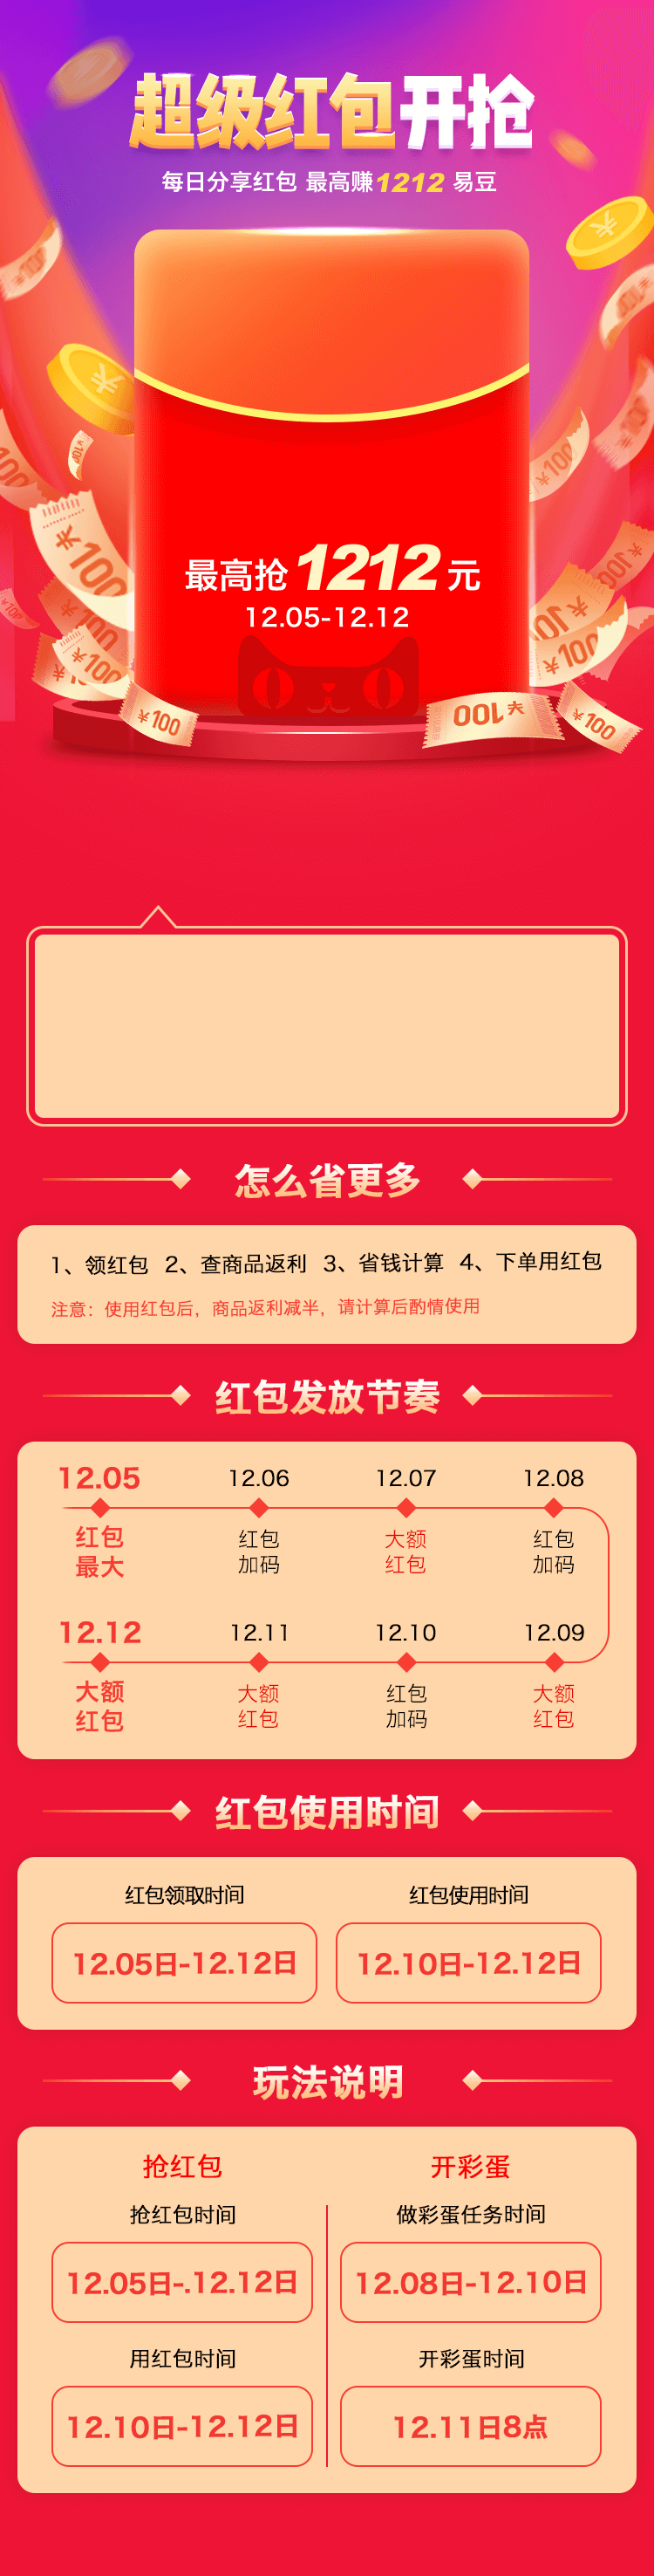 超级红包开抢
每日分享红包 最高赚1212 易豆
最高抢1212元
12.05-12.12
¥100
¥100
¥100
¥100
¥100
¥100
¥100
¥100
怎么省更多
1、领红包 2、查商品返利 3、省钱计算 4、下单用红包
注意：使用红包后，商品返利减半，请计算后酌情使用
红包发放节奏
12.05 12.06 12.07 12.08
红包 红包 大额 红包
最大 加码 红包 加码
12.12 12.11 12.10 12.09
大额 大额 红包 大额
红包 红包 加码 红包
红包使用时间
红包领取时间 红包使用时间
12.05日-12.12日 12.10日-12.12日
玩法说明
抢红包 开彩蛋
抢红包时间 做彩蛋任务时间
12.05日-.12.12日 12.08日-12.10日
用红包时间 开彩蛋时间
12.10日-12.12日 12.11日8点